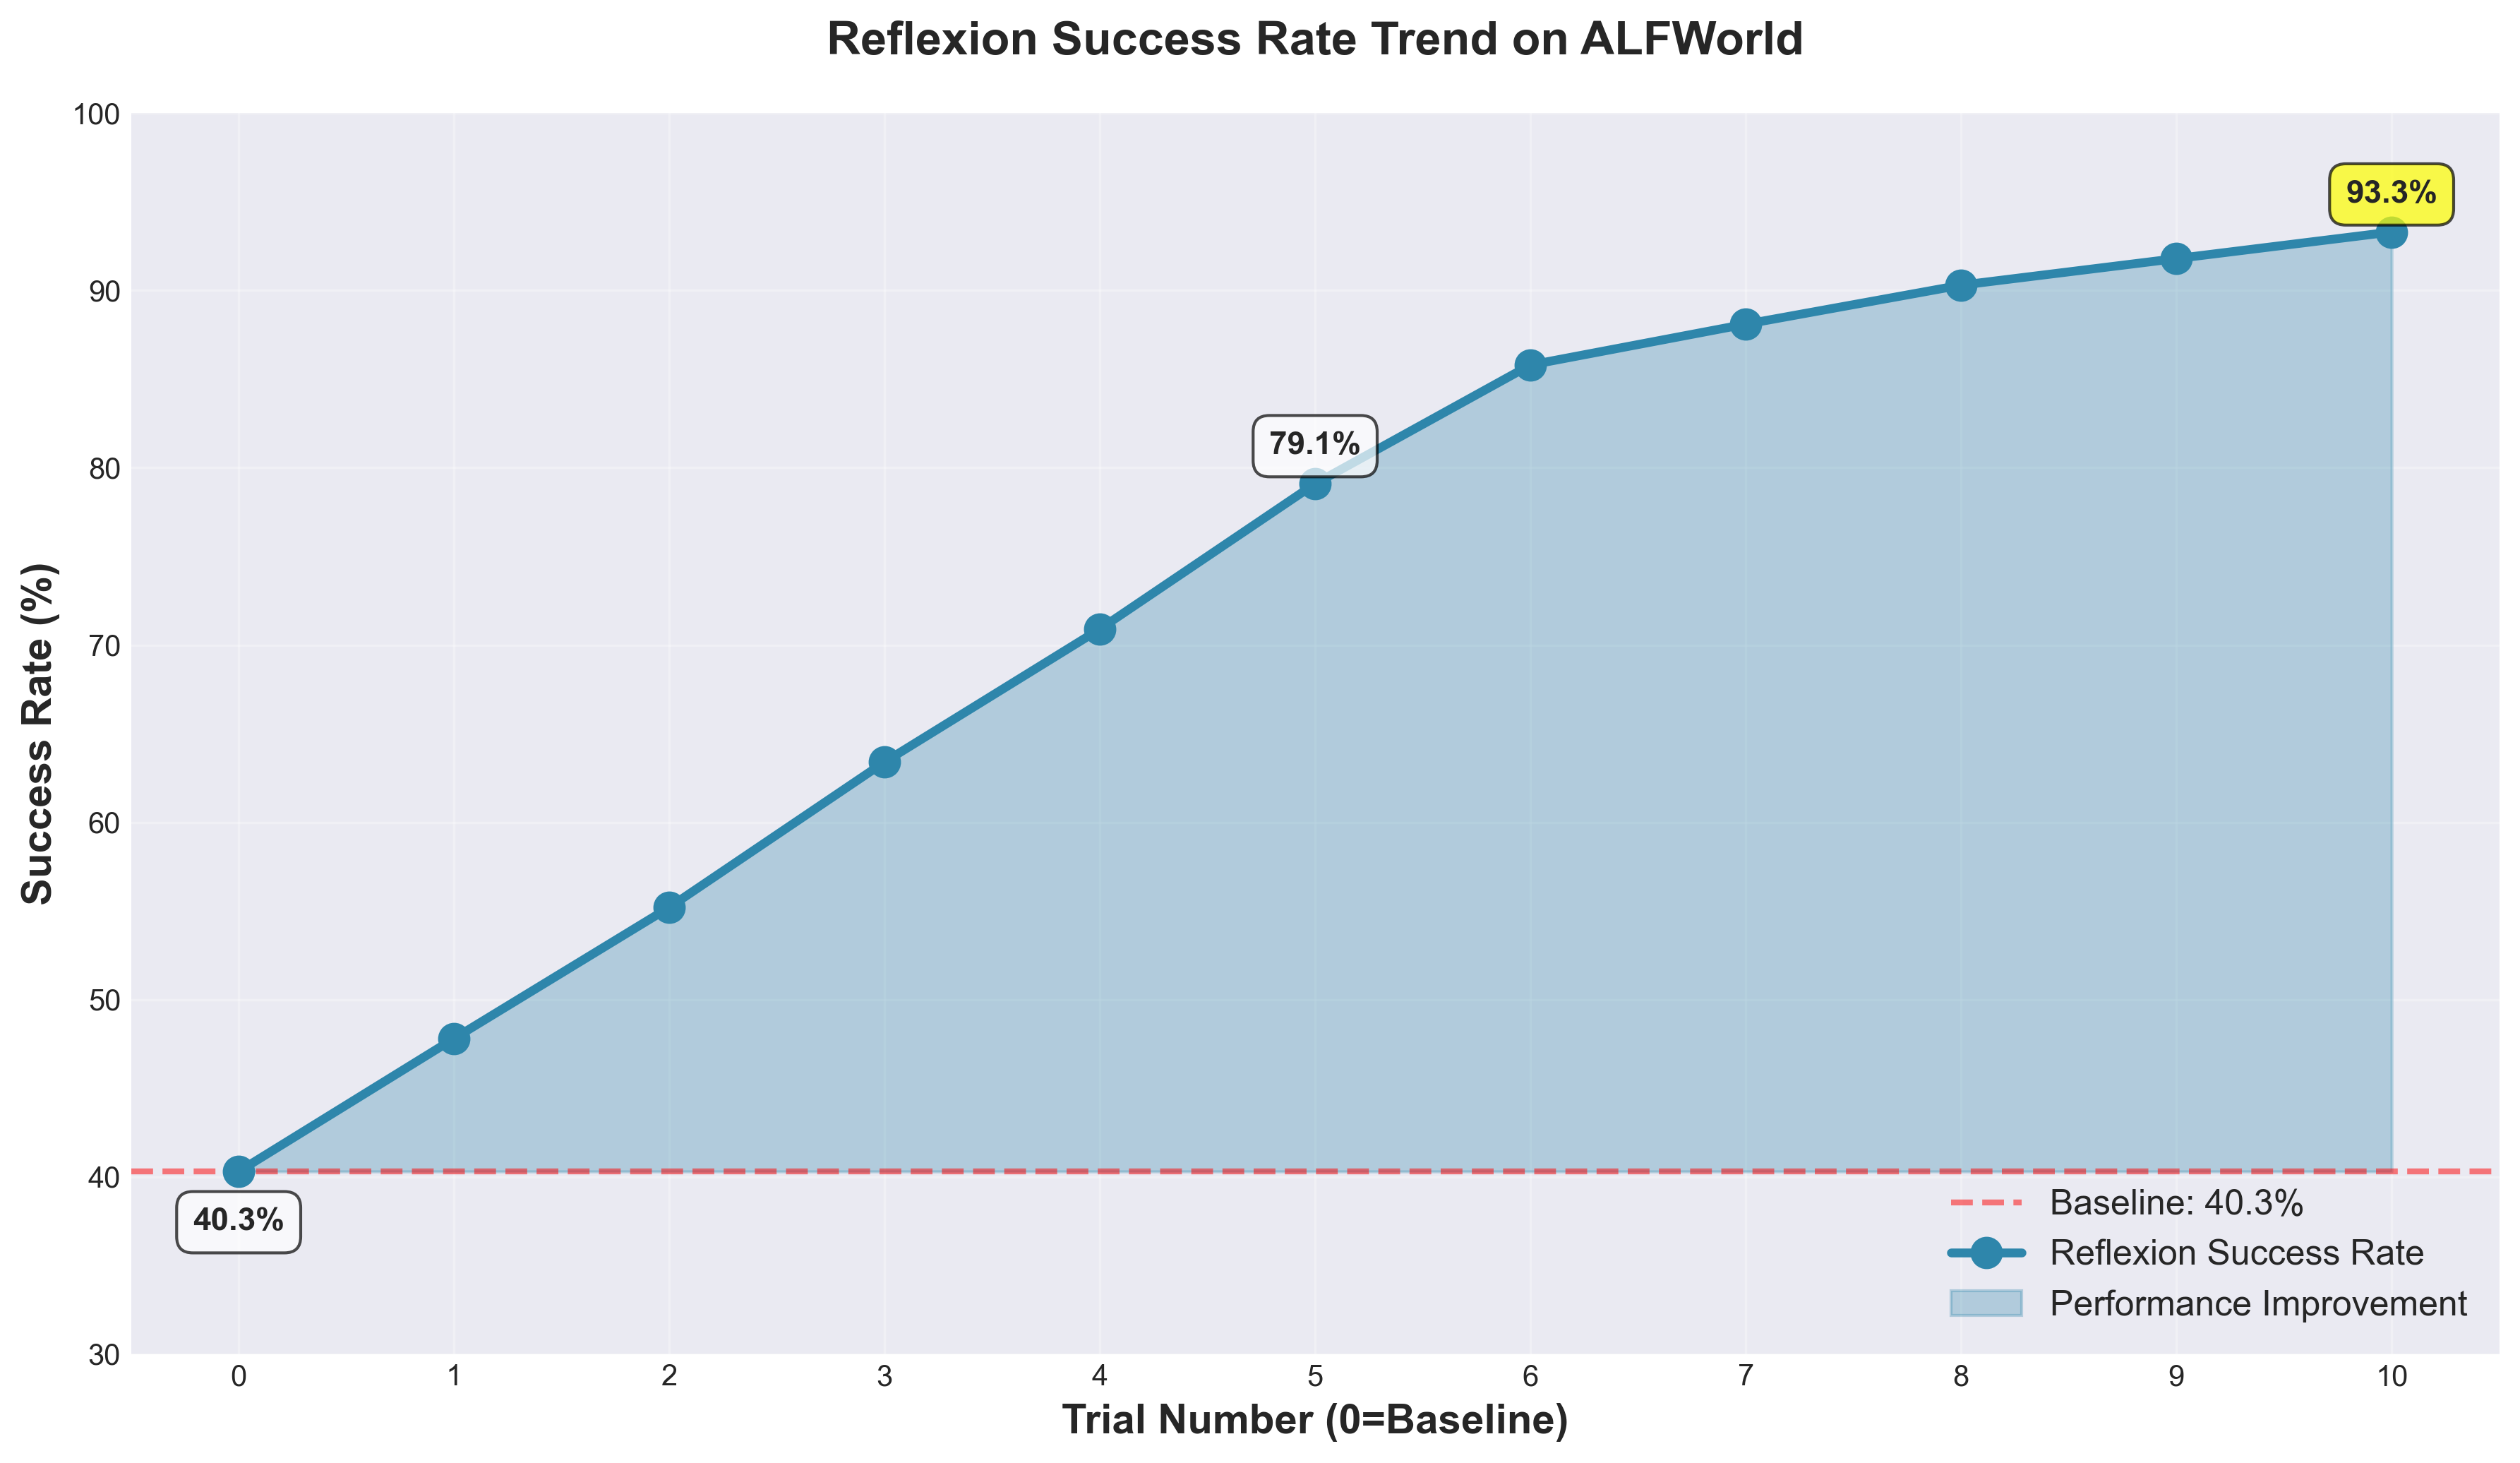 Reflexion Success Rate Trend on ALFWorld
Success Rate (%)
100
90
80
70
60
50
40
30
93.3%
79.1%
40.3%
Baseline: 40.3%
Reflexion Success Rate
Performance Improvement
0 1 2 3 4 5 6 7 8 9 10
Trial Number (0=Baseline)